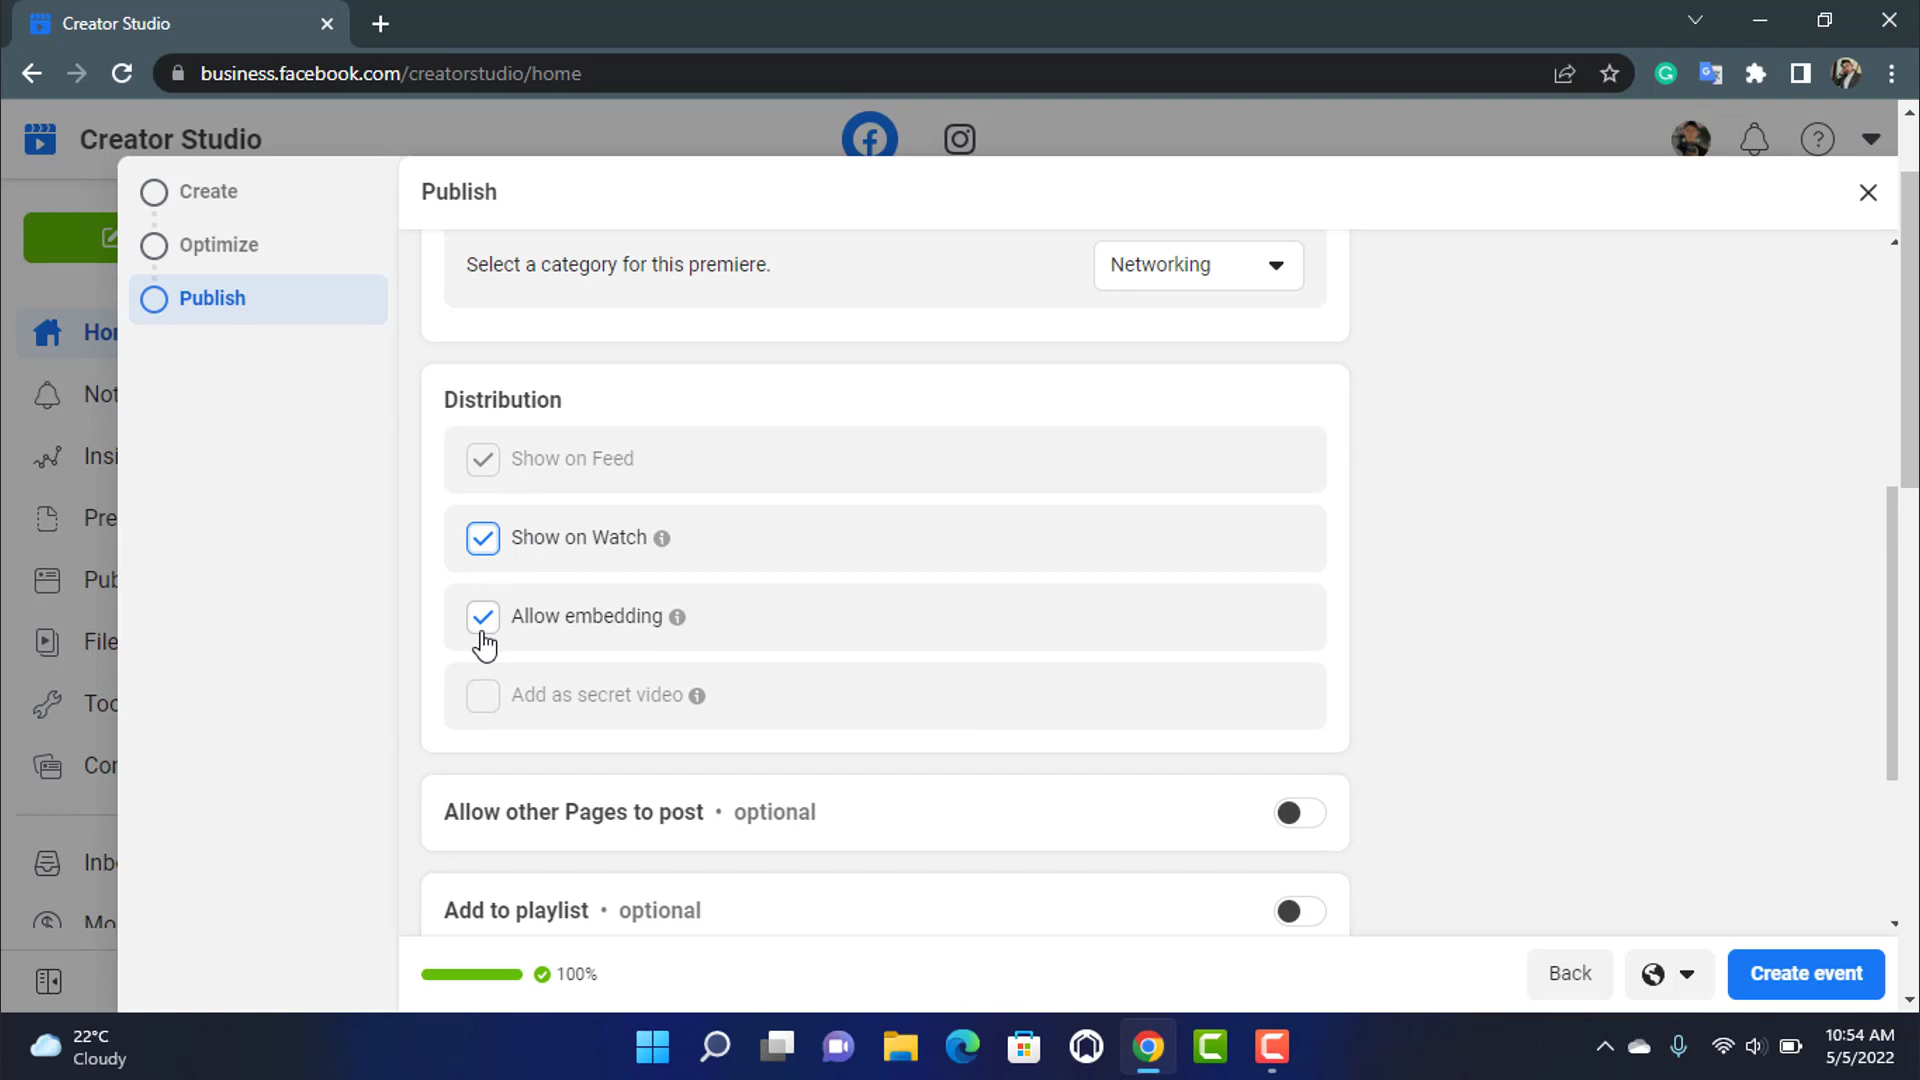 Creator Studio
business.facebook.com/creatorstudio/home
Creator Studio
Create
Optimize
Publish
Publish
Select a category for this premiere.
Networking
Distribution
Show on Feed
Show on Watch
Allow embedding
Add as secret video
Allow other Pages to post • optional
Add to playlist • optional
Hor
Not
Insi
Pre
Pub
File
Too
Cor
Inb
Mo
100%
Back
Create event
22°C
Cloudy
10:54 AM
5/5/2022